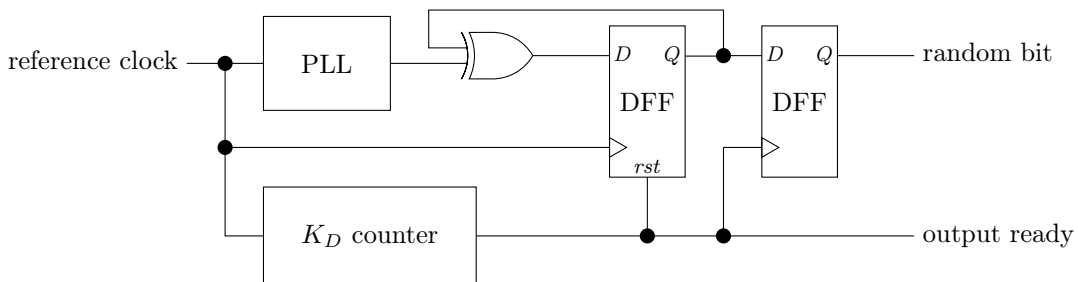 reference clock
PLL
D Q
DFF
rst
D Q
DFF
random bit
K_D counter
output ready